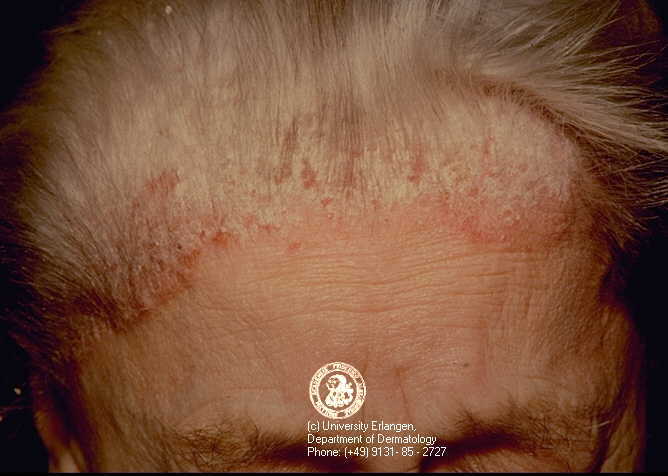 (c) University Erlangen,
Department of Dermatology
Phone: (+49) 9131- 85 - 2727